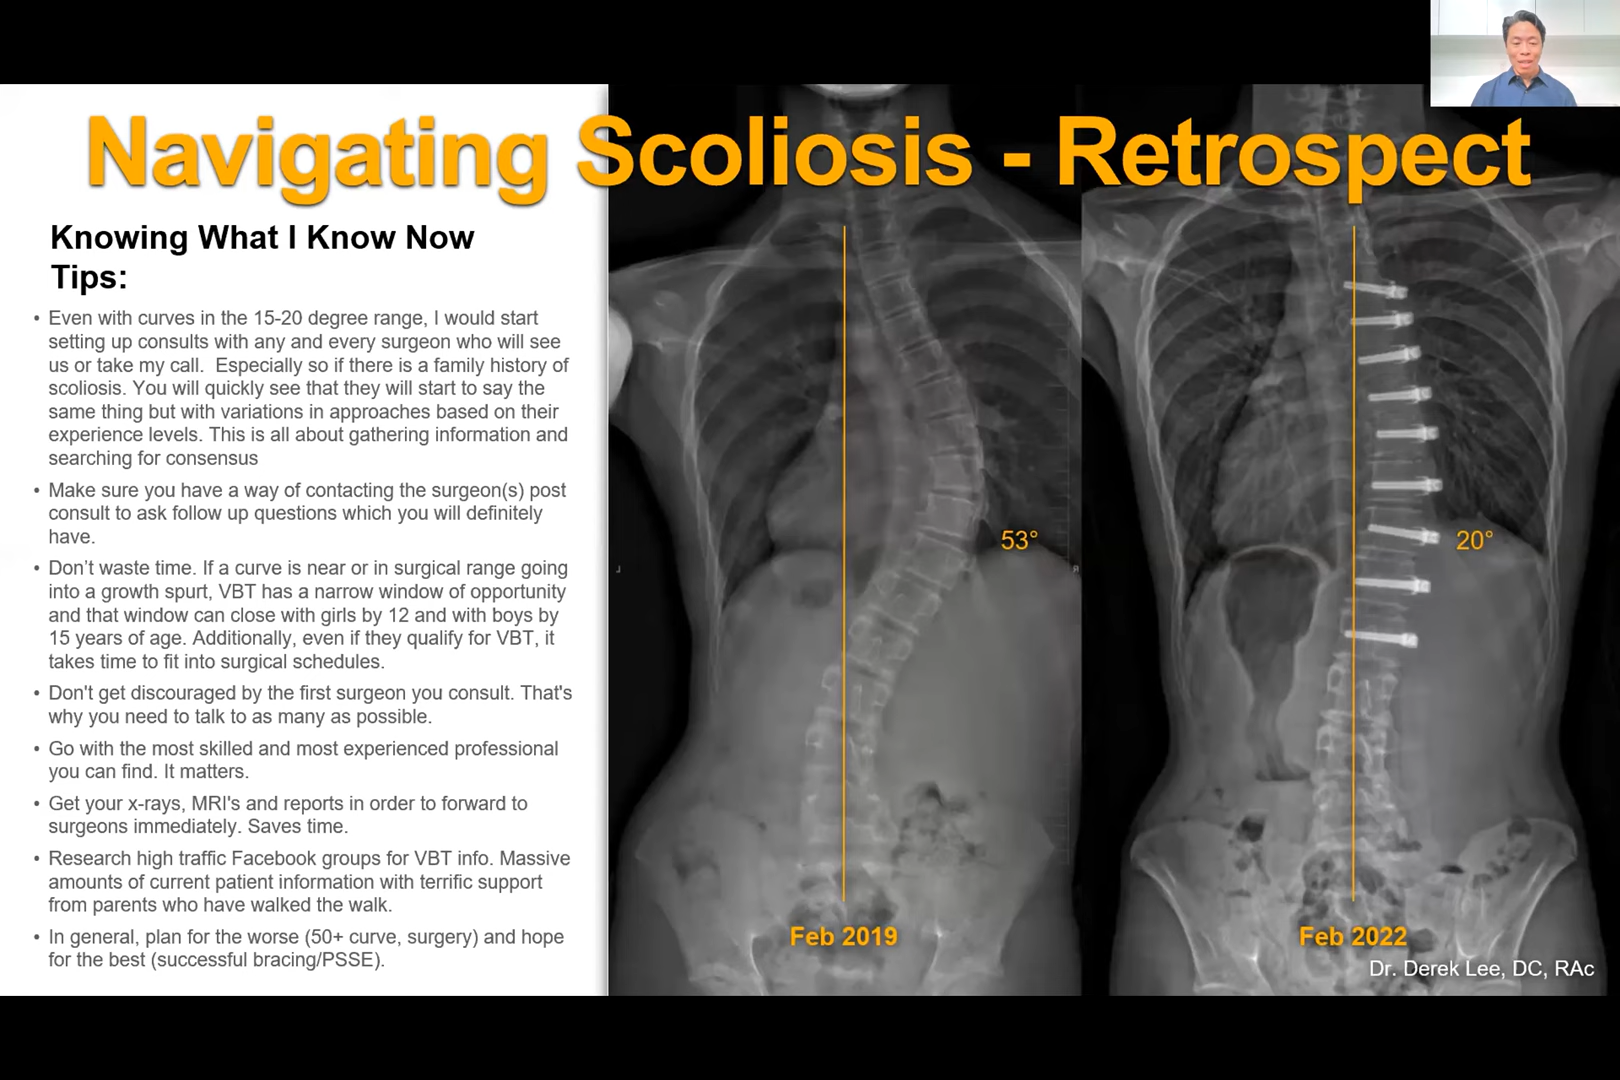 Navigating Scoliosis - Retrospect
Knowing What I Know Now
Tips:
• Even with curves in the 15-20 degree range, I would start
setting up consults with any and every surgeon who will see
us or take my call.  Especially so if there is a family history of
scoliosis. You will quickly see that they will start to say the
same thing but with variations in approaches based on their
experience levels. This is all about gathering information and
searching for consensus
• Make sure you have a way of contacting the surgeon(s) post
consult to ask follow up questions which you will definitely
have.
• Don’t waste time. If a curve is near or in surgical range going
into a growth spurt, VBT has a narrow window of opportunity
and that window can close with girls by 12 and with boys by
15 years of age. Additionally, even if they qualify for VBT, it
takes time to fit into surgical schedules.
• Don't get discouraged by the first surgeon you consult. That's
why you need to talk to as many as possible.
• Go with the most skilled and most experienced professional
you can find. It matters.
• Get your x-rays, MRI's and reports in order to forward to
surgeons immediately. Saves time.
• Research high traffic Facebook groups for VBT info. Massive
amounts of current patient information with terrific support
from parents who have walked the walk.
• In general, plan for the worse (50+ curve, surgery) and hope
for the best (successful bracing/PSSE).
53°
R
Feb 2019
20°
Feb 2022
Dr. Derek Lee, DC, RAc